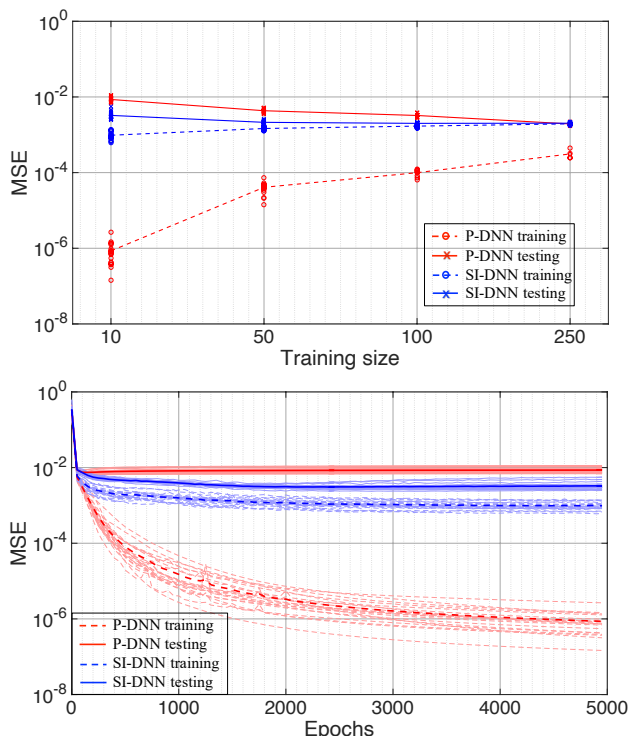 10^0
10^-2
MSE
10^-4
10^-6
10^-8
P-DNN training
P-DNN testing
SI-DNN training
SI-DNN testing
10 50 100 250
Training size
10^0
10^-2
MSE
10^-4
10^-6
10^-8
P-DNN training
P-DNN testing
SI-DNN training
SI-DNN testing
0 1000 2000 3000 4000 5000
Epochs